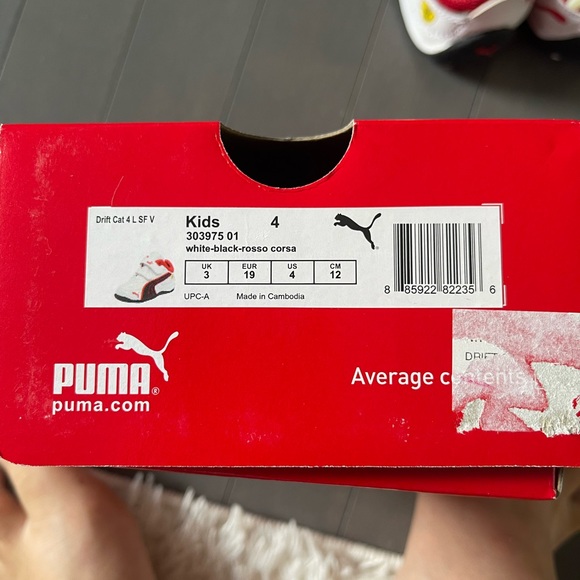 Drift Cat 4 L SF V
Kids 4
303975 01
white-black-rosso corsa
UK EUR US CM
3 19 4 12
UPC-A Made in Cambodia
8 85922 82235 6
DRIFT
PUMA®
puma.com
Average contents